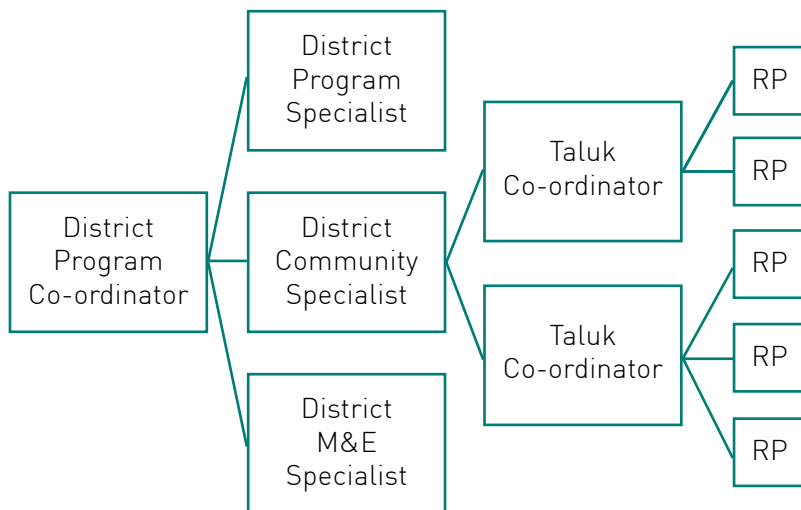 District
Program
Co-ordinator
District
Program
Specialist
District
Community
Specialist
District
M&E
Specialist
Taluk
Co-ordinator
Taluk
Co-ordinator
RP
RP
RP
RP
RP